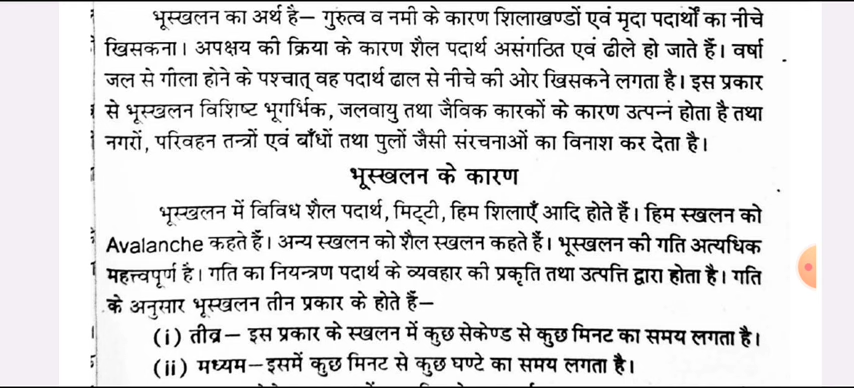 भूस्खलन का अर्थ है— गुरुत्व व नमी के कारण शिलाखण्डों एवं मृदा पदार्थों का नीचे
खिसकना। अपक्षय की क्रिया के कारण शैल पदार्थ असंगठित एवं ढीले हो जाते हैं। वर्षा
जल से गीला होने के पश्चात् वह पदार्थ ढाल से नीचे की ओर खिसकने लगता है। इस प्रकार
से भूस्खलन विशिष्ट भूगर्भिक, जलवायु तथा जैविक कारकों के कारण उत्पन्न होता है तथा
नगरों, परिवहन तन्त्रों एवं बाँधों तथा पुलों जैसी संरचनाओं का विनाश कर देता है।
भूस्खलन के कारण
भूस्खलन में विविध शैल पदार्थ, मिट्टी, हिम शिलाएँ आदि होते हैं। हिम स्खलन को
Avalanche कहते हैं। अन्य स्खलन को शैल स्खलन कहते हैं। भूस्खलन की गति अत्यधिक
महत्त्वपूर्ण है। गति का नियन्त्रण पदार्थ के व्यवहार की प्रकृति तथा उत्पत्ति द्वारा होता है। गति
के अनुसार भूस्खलन तीन प्रकार के होते हैं—
(i) तीव्र— इस प्रकार के स्खलन में कुछ सेकेण्ड से कुछ मिनट का समय लगता है।
(ii) मध्यम—इसमें कुछ मिनट से कुछ घण्टे का समय लगता है।